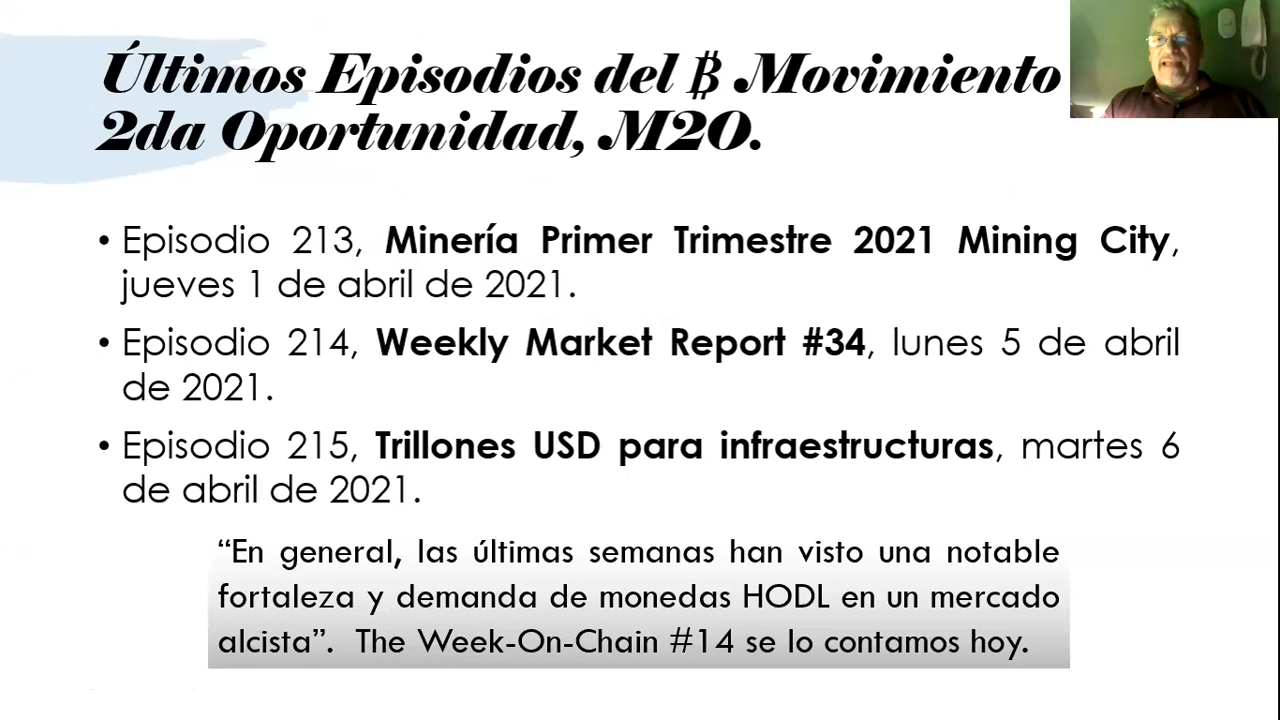 Últimos Episodios del ₿ Movimiento
2da Oportunidad, M2O.
• Episodio 213, Minería Primer Trimestre 2021 Mining City,
jueves 1 de abril de 2021.
• Episodio 214, Weekly Market Report #34, lunes 5 de abril
de 2021.
• Episodio 215, Trillones USD para infraestructuras, martes 6
de abril de 2021.
“En general, las últimas semanas han visto una notable
fortaleza y demanda de monedas HODL en un mercado
alcista”. The Week-On-Chain #14 se lo contamos hoy.